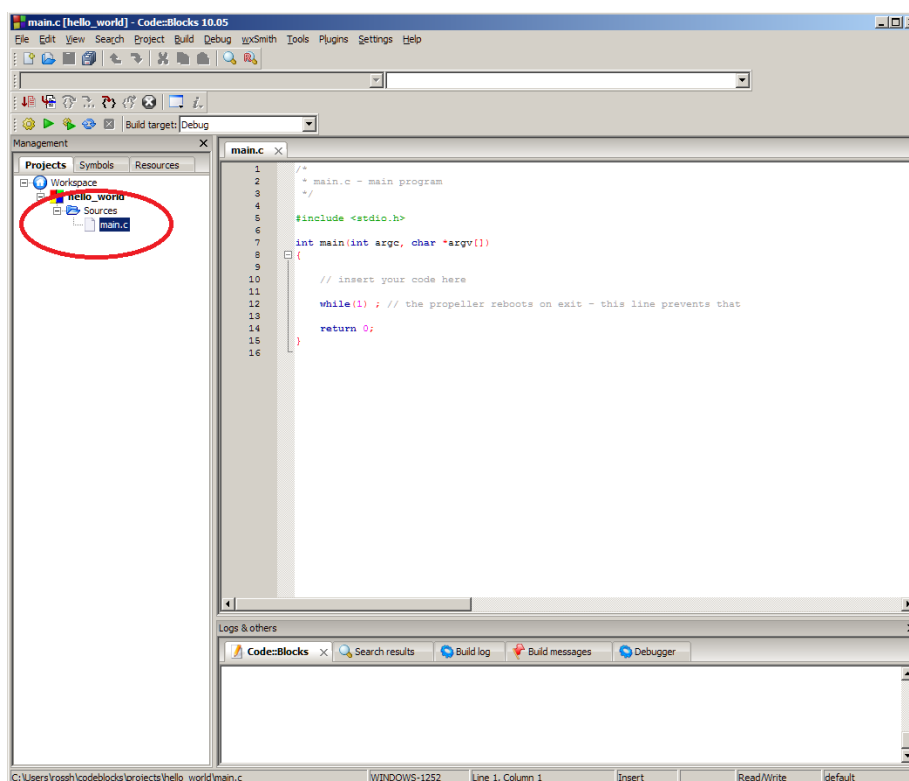 main.c [hello_world] - Code::Blocks 10.05
File Edit View Search Project Build Debug wxSmith Tools Plugins Settings Help
Build target: Debug
Management
Projects Symbols Resources
Workspace
hello_world
Sources
main.c
main.c
1 /*
2 * main.c - main program
3 */
4
5 #include <stdio.h>
6
7 int main(int argc, char *argv[])
8 {
9
10 // insert your code here
11
12 while(1) ; // the propeller reboots on exit - this line prevents that
13
14 return 0;
15 }
16
Logs & others
Code::Blocks Search results Build log Build messages Debugger
C:\Users\rossh\codeblocks\projects\hello_world\main.c WINDOWS-1252 Line 1, Column 1 Insert Read/Write default